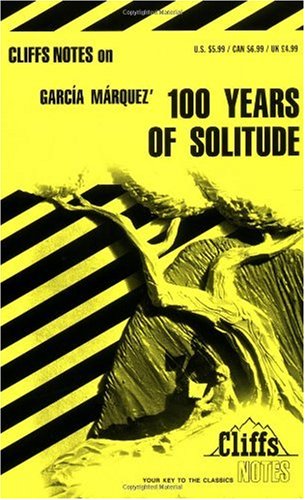 CLIFFS NOTES on
U.S. $5.99 / CAN $6.99 / UK £4.99
GARCÍA MÁRQUEZ'
100 YEARS
OF SOLITUDE
Cliffs
NOTES
YOUR KEY TO THE CLASSICS